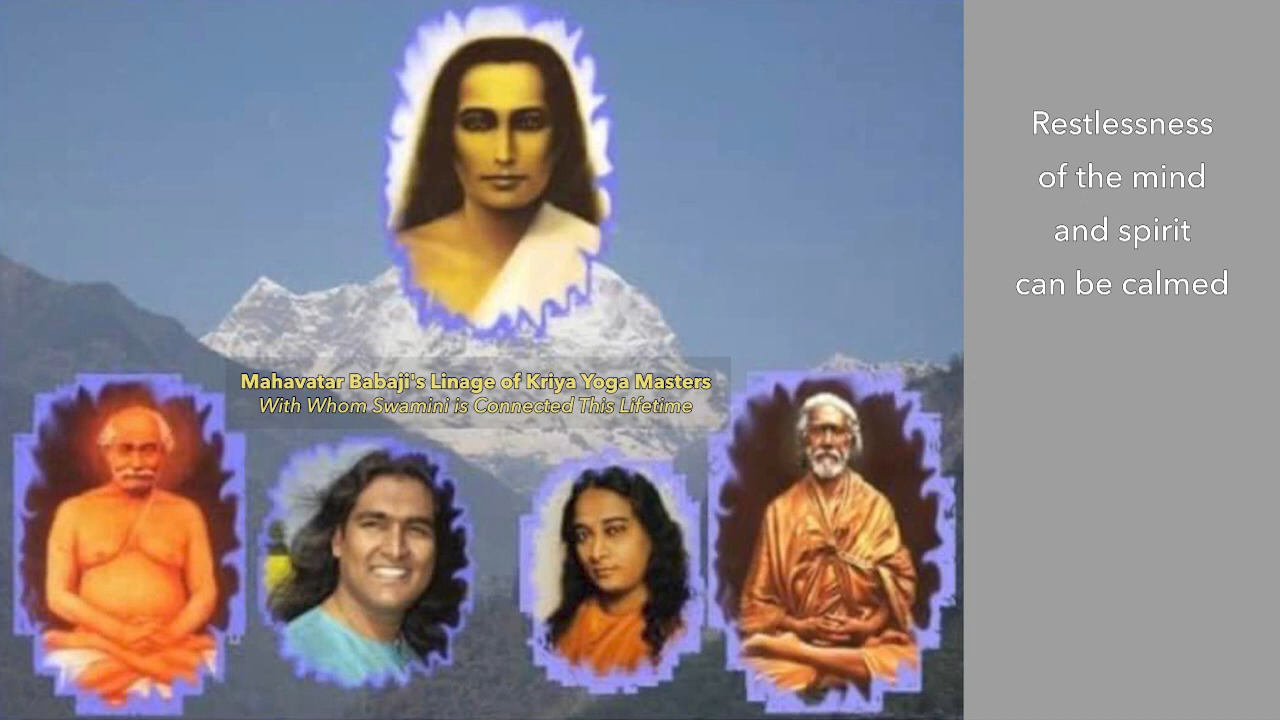 Mahavatar Babaji's Linage of Kriya Yoga Masters
With Whom Swamini is Connected This Lifetime
Restlessness
of the mind
and spirit
can be calmed